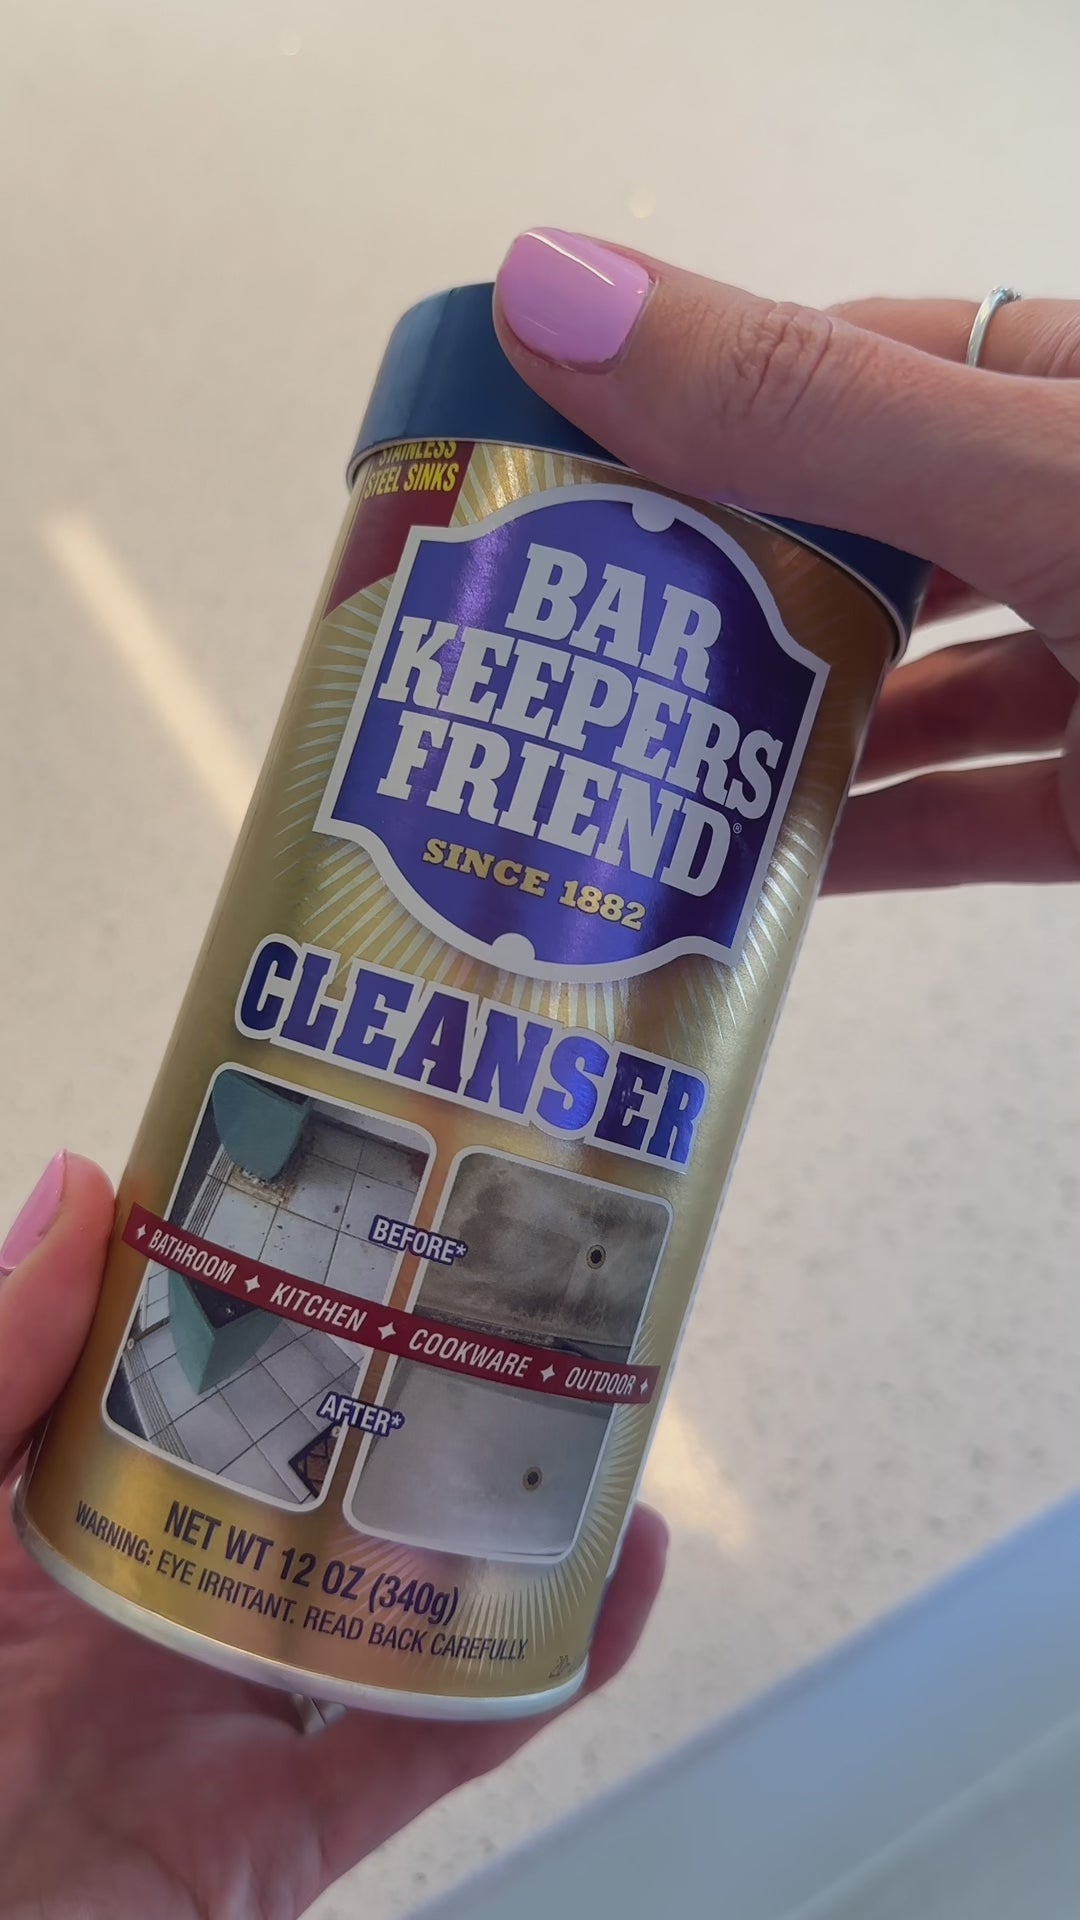 STAINLESS
STEEL SINKS
BAR
KEEPERS
FRIEND®
SINCE 1882
CLEANSER
BEFORE*
BATHROOM ✦ KITCHEN ✦ COOKWARE ✦ OUTDOOR
AFTER*
NET WT 12 OZ (340g)
WARNING: EYE IRRITANT. READ BACK CAREFULLY.